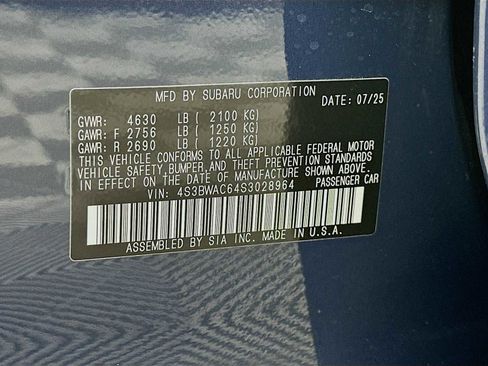 MFD BY SUBARU CORPORATION
DATE: 07/25
GVWR: 4630 LB ( 2100 KG)
GAWR: F 2756 LB ( 1250 KG)
GAWR: R 2690 LB ( 1220 KG)
THIS VEHICLE CONFORMS TO ALL APPLICABLE FEDERAL MOTOR
VEHICLE SAFETY,BUMPER,AND THEFT PREVENTION STANDARDS
IN EFFECT ON THE DATE OF MANUFACTURE SHOWN ABOVE.
VIN: 4S3BWAC64S3028964 PASSENGER CAR
ASSEMBLED BY SIA INC. MADE IN U.S.A.